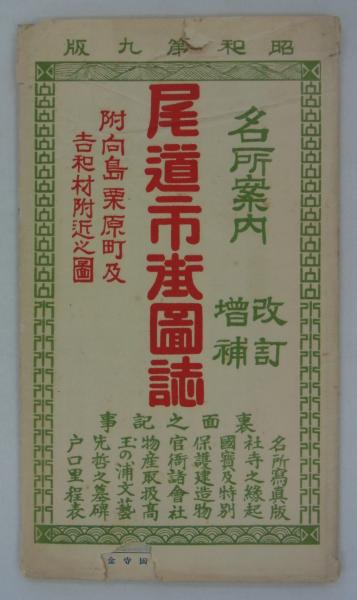 昭和第九版
名所案内
改訂
增補
尾道市街圖誌
附向島栗原町及
吉和村附近之圖
裏面之記事
名所寫真版
社寺之緣起
國寶及特別
保護建造物
官衙諸會社
物産取扱高
玉の浦文藝
先哲之墓碑
戸口里程表